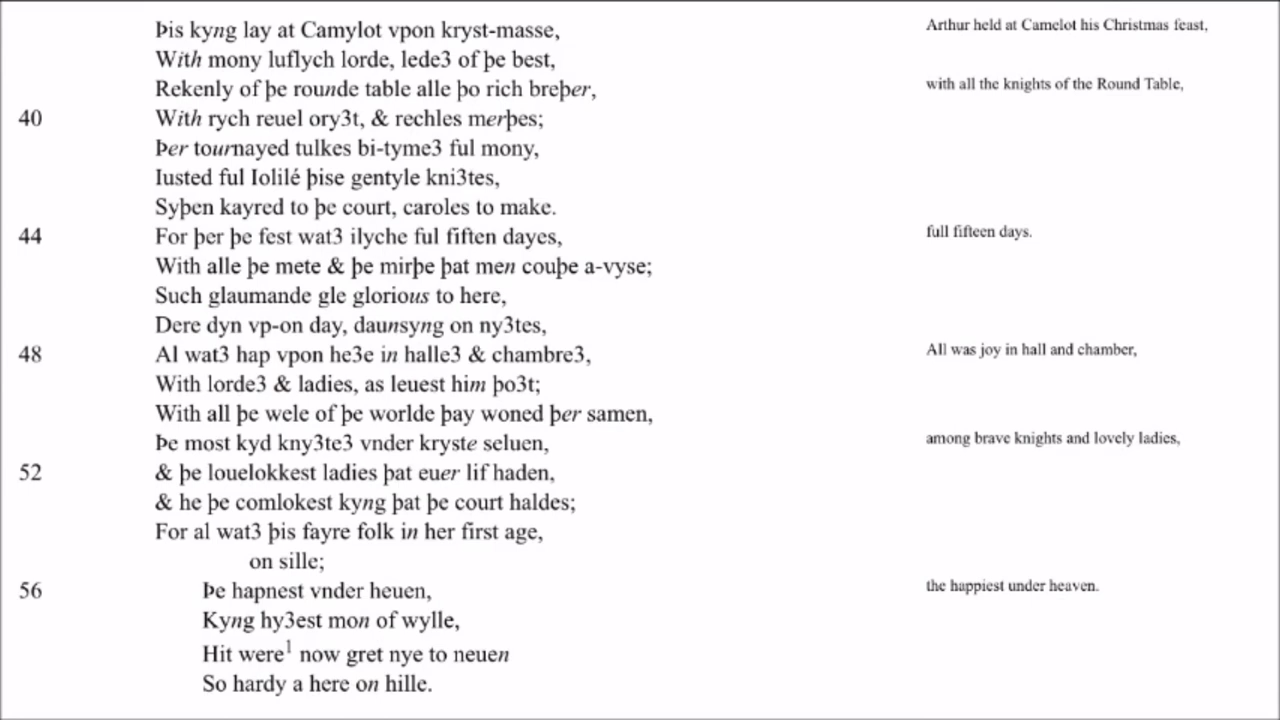 Þis kyng lay at Camylot vpon kryst-masse,
Arthur held at Camelot his Christmas feast,
With mony luflych lorde, lede3 of þe best,
Rekenly of þe rounde table alle þo rich breþer,
with all the knights of the Round Table,
40 With rych reuel ory3t, & rechles merþes;
Þer tournayed tulkes bi-tyme3 ful mony,
Iusted ful Iolilé þise gentyle kni3tes,
Syþen kayred to þe court, caroles to make.
44 For þer þe fest wat3 ilyche ful fiften dayes,
full fifteen days.
With alle þe mete & þe mirþe þat men couþe a-vyse;
Such glaumande gle glorious to here,
Dere dyn vp-on day, daunsyng on ny3tes,
48 Al wat3 hap vpon he3e in halle3 & chambre3,
All was joy in hall and chamber,
With lorde3 & ladies, as leuest him þo3t;
With all þe wele of þe worlde þay woned þer samen,
Þe most kyd kny3te3 vnder kryste seluen,
among brave knights and lovely ladies,
52 & þe louelokkest ladies þat euer lif haden,
& he þe comlokest kyng þat þe court haldes;
For al wat3 þis fayre folk in her first age,
on sille;
56 Þe hapnest vnder heuen,
the happiest under heaven.
Kyng hy3est mon of wylle,
Hit were1 now gret nye to neuen
So hardy a here on hille.